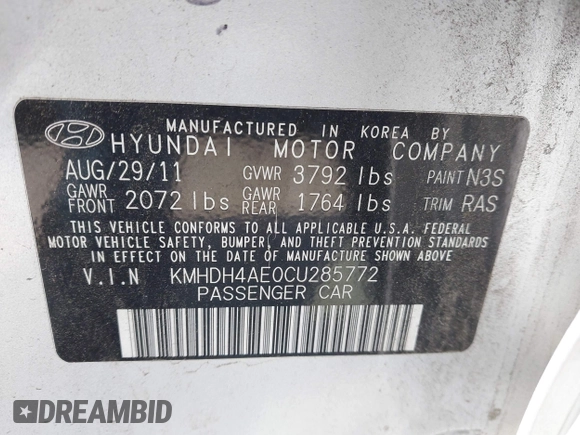 MANUFACTURED IN KOREA BY
HYUNDAI MOTOR COMPANY
AUG/29/11 GVWR 3792 lbs PAINT N3S
GAWR FRONT 2072 lbs GAWR REAR 1764 lbs TRIM RAS
THIS VEHICLE CONFORMS TO ALL APPLICABLE U.S.A. FEDERAL
MOTOR VEHICLE SAFETY, BUMPER, AND THEFT PREVENTION STANDARDS
IN EFFECT ON THE DATE OF MANUFACTURE SHOWN ABOVE.
V.I.N KMHDH4AE0CU285772
PASSENGER CAR
DREAMBID